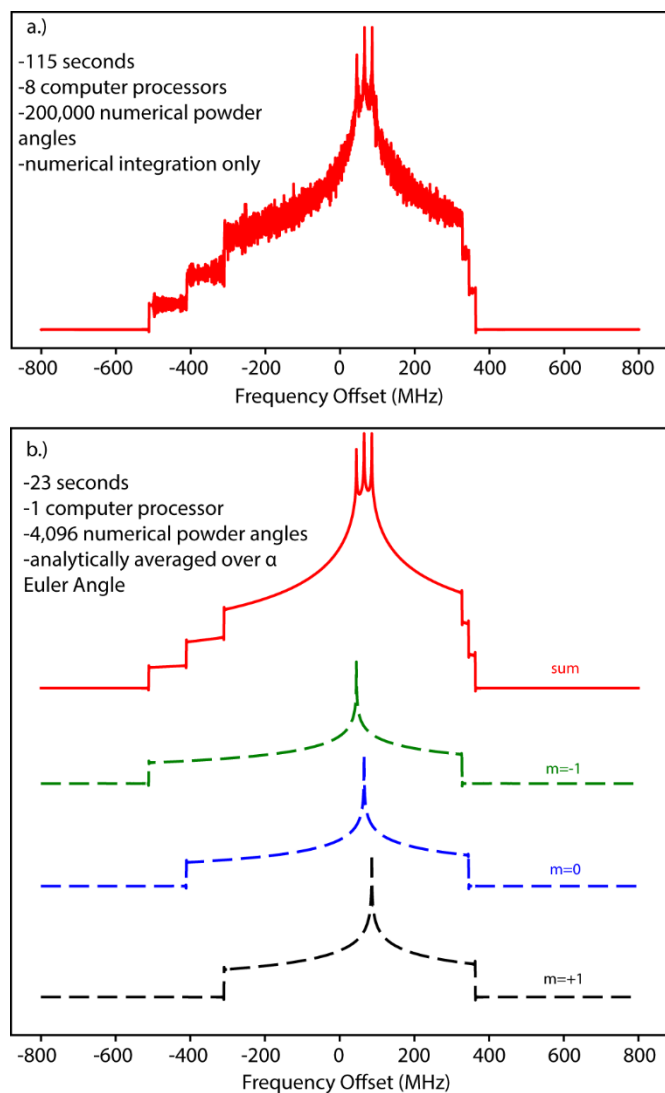 a.)
-115 seconds
-8 computer processors
-200,000 numerical powder
angles
-numerical integration only
-800 -600 -400 -200 0 200 400 600 800
Frequency Offset (MHz)
b.)
-23 seconds
-1 computer processor
-4,096 numerical powder angles
-analytically averaged over α
Euler Angle
sum
m=-1
m=0
m=+1
-800 -600 -400 -200 0 200 400 600 800
Frequency Offset (MHz)